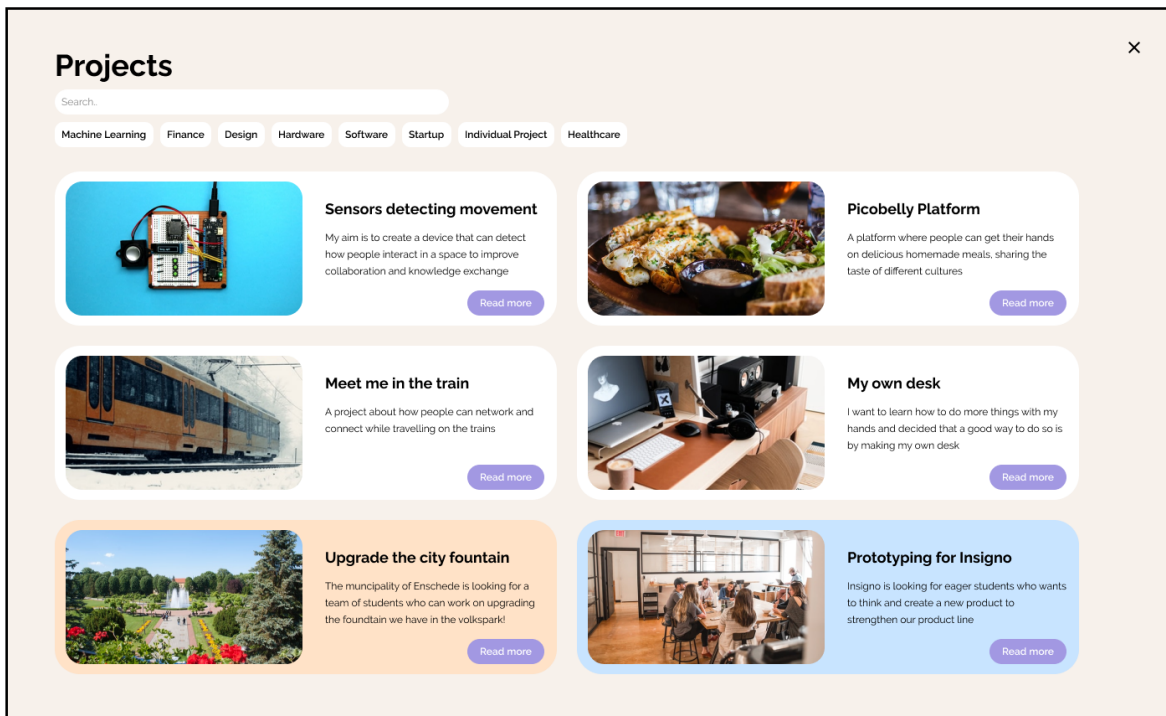 Projects
Search..
Machine Learning Finance Design Hardware Software Startup Individual Project Healthcare
Sensors detecting movement
My aim is to create a device that can detect
how people interact in a space to improve
collaboration and knowledge exchange
Read more
Picobelly Platform
A platform where people can get their hands
on delicious homemade meals, sharing the
taste of different cultures
Read more
Meet me in the train
A project about how people can network and
connect while travelling on the trains
Read more
My own desk
I want to learn how to do more things with my
hands and decided that a good way to do so is
by making my own desk
Read more
Upgrade the city fountain
The muncipality of Enschede is looking for a
team of students who can work on upgrading
the foundtain we have in the volkspark!
Read more
Prototyping for Insigno
Insigno is looking for eager students who wants
to think and create a new product to
strengthen our product line
Read more